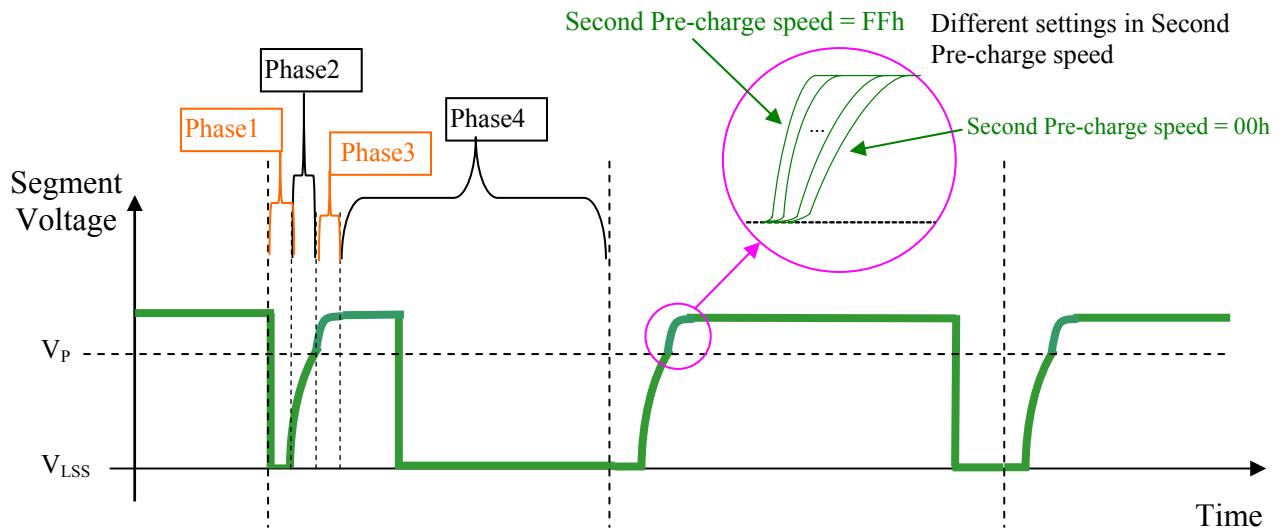 Second Pre-charge speed = FFh
Different settings in Second
Pre-charge speed
Phase2
Phase1
Phase4
Phase3
...
Second Pre-charge speed = 00h
Segment
Voltage
VP
VLSS
Time